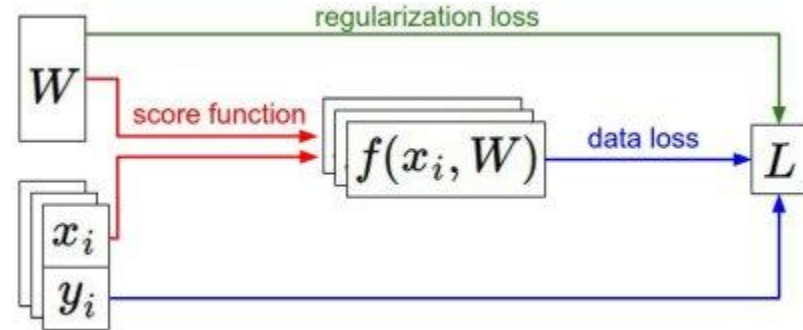 regularization loss
W
score function
f(x_i, W)
data loss
L
x_i
y_i